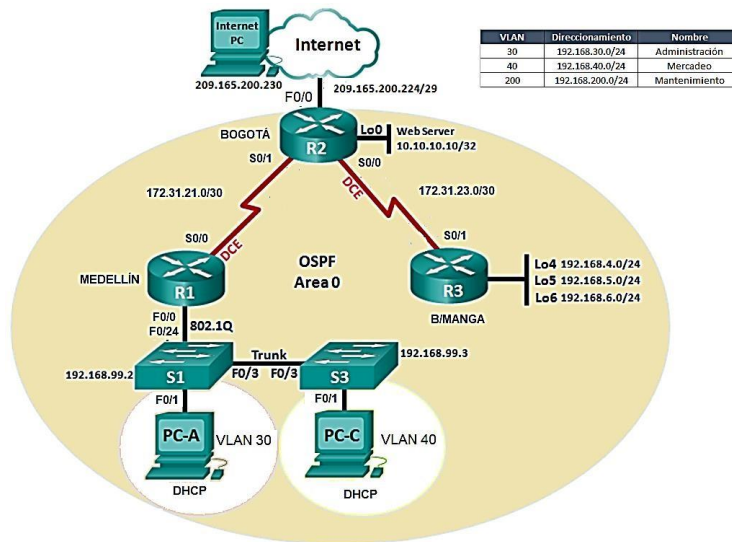 Internet
PC
Internet
209.165.200.230
209.165.200.224/29
F0/0
BOGOTÁ
R2
Lo0
Web Server
10.10.10.10/32
S0/1
S0/0
DCE
172.31.21.0/30
172.31.23.0/30
S0/0
DCE
S0/1
MEDELLÍN
R1
OSPF
Area 0
R3
B/MANGA
Lo4 192.168.4.0/24
Lo5 192.168.5.0/24
Lo6 192.168.6.0/24
F0/0
F0/24
802.1Q
192.168.99.2
S1
Trunk
F0/3 F0/3
S3
192.168.99.3
F0/1
F0/1
PC-A
VLAN 30
PC-C
VLAN 40
DHCP
DHCP
VLAN Direccionamiento Nombre
30 192.168.30.0/24 Administración
40 192.168.40.0/24 Mercadeo
200 192.168.200.0/24 Mantenimiento